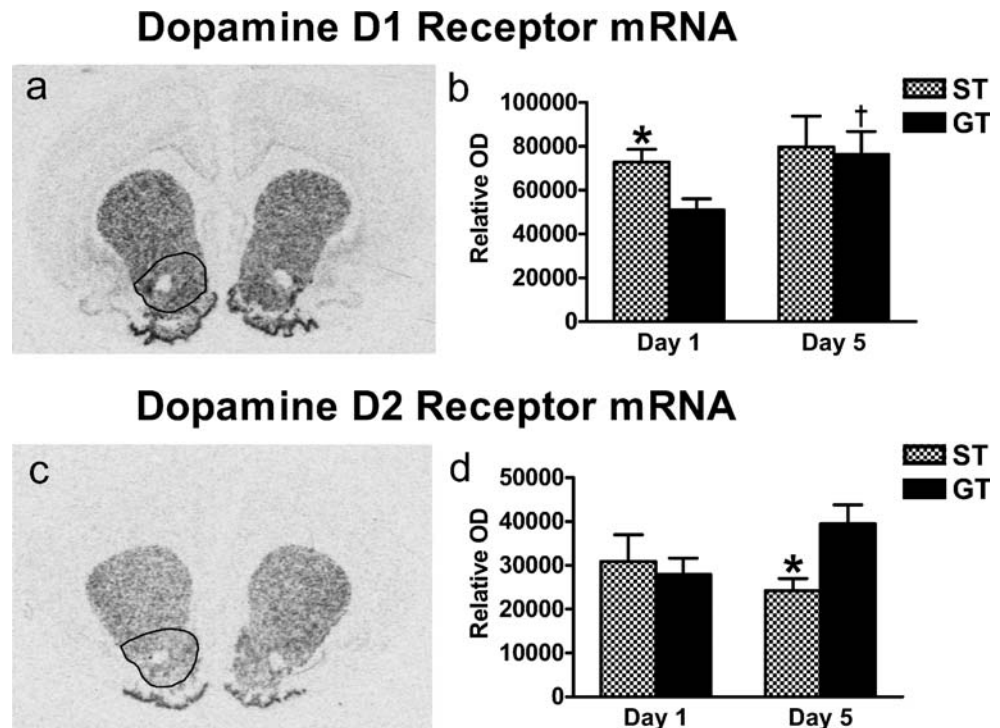 Dopamine D1 Receptor mRNA
a
b
ST
GT
Relative OD
100000
80000
60000
40000
20000
0
*
†
Day 1
Day 5
Dopamine D2 Receptor mRNA
c
d
ST
GT
Relative OD
50000
40000
30000
20000
10000
0
*
Day 1
Day 5